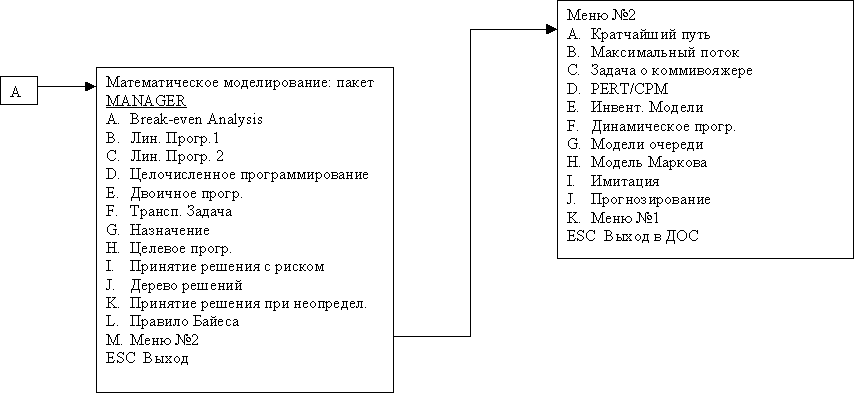 A
Математическое моделирование: пакет
MANAGER
A. Break-even Analysis
B. Лин. Прогр.1
C. Лин. Прогр. 2
D. Целочисленное программирование
E. Двоичное прогр.
F. Трансп. Задача
G. Назначение
H. Целевое прогр.
I. Принятие решения с риском
J. Дерево решений
K. Принятие решения при неопредел.
L. Правило Байеса
M. Меню №2
ESC Выход
Меню №2
A. Кратчайший путь
B. Максимальный поток
C. Задача о коммивояжере
D. PERT/CPM
E. Инвент. Модели
F. Динамическое прогр.
G. Модели очереди
H. Модель Маркова
I. Имитация
J. Прогнозирование
K. Меню №1
ESC Выход в ДОС